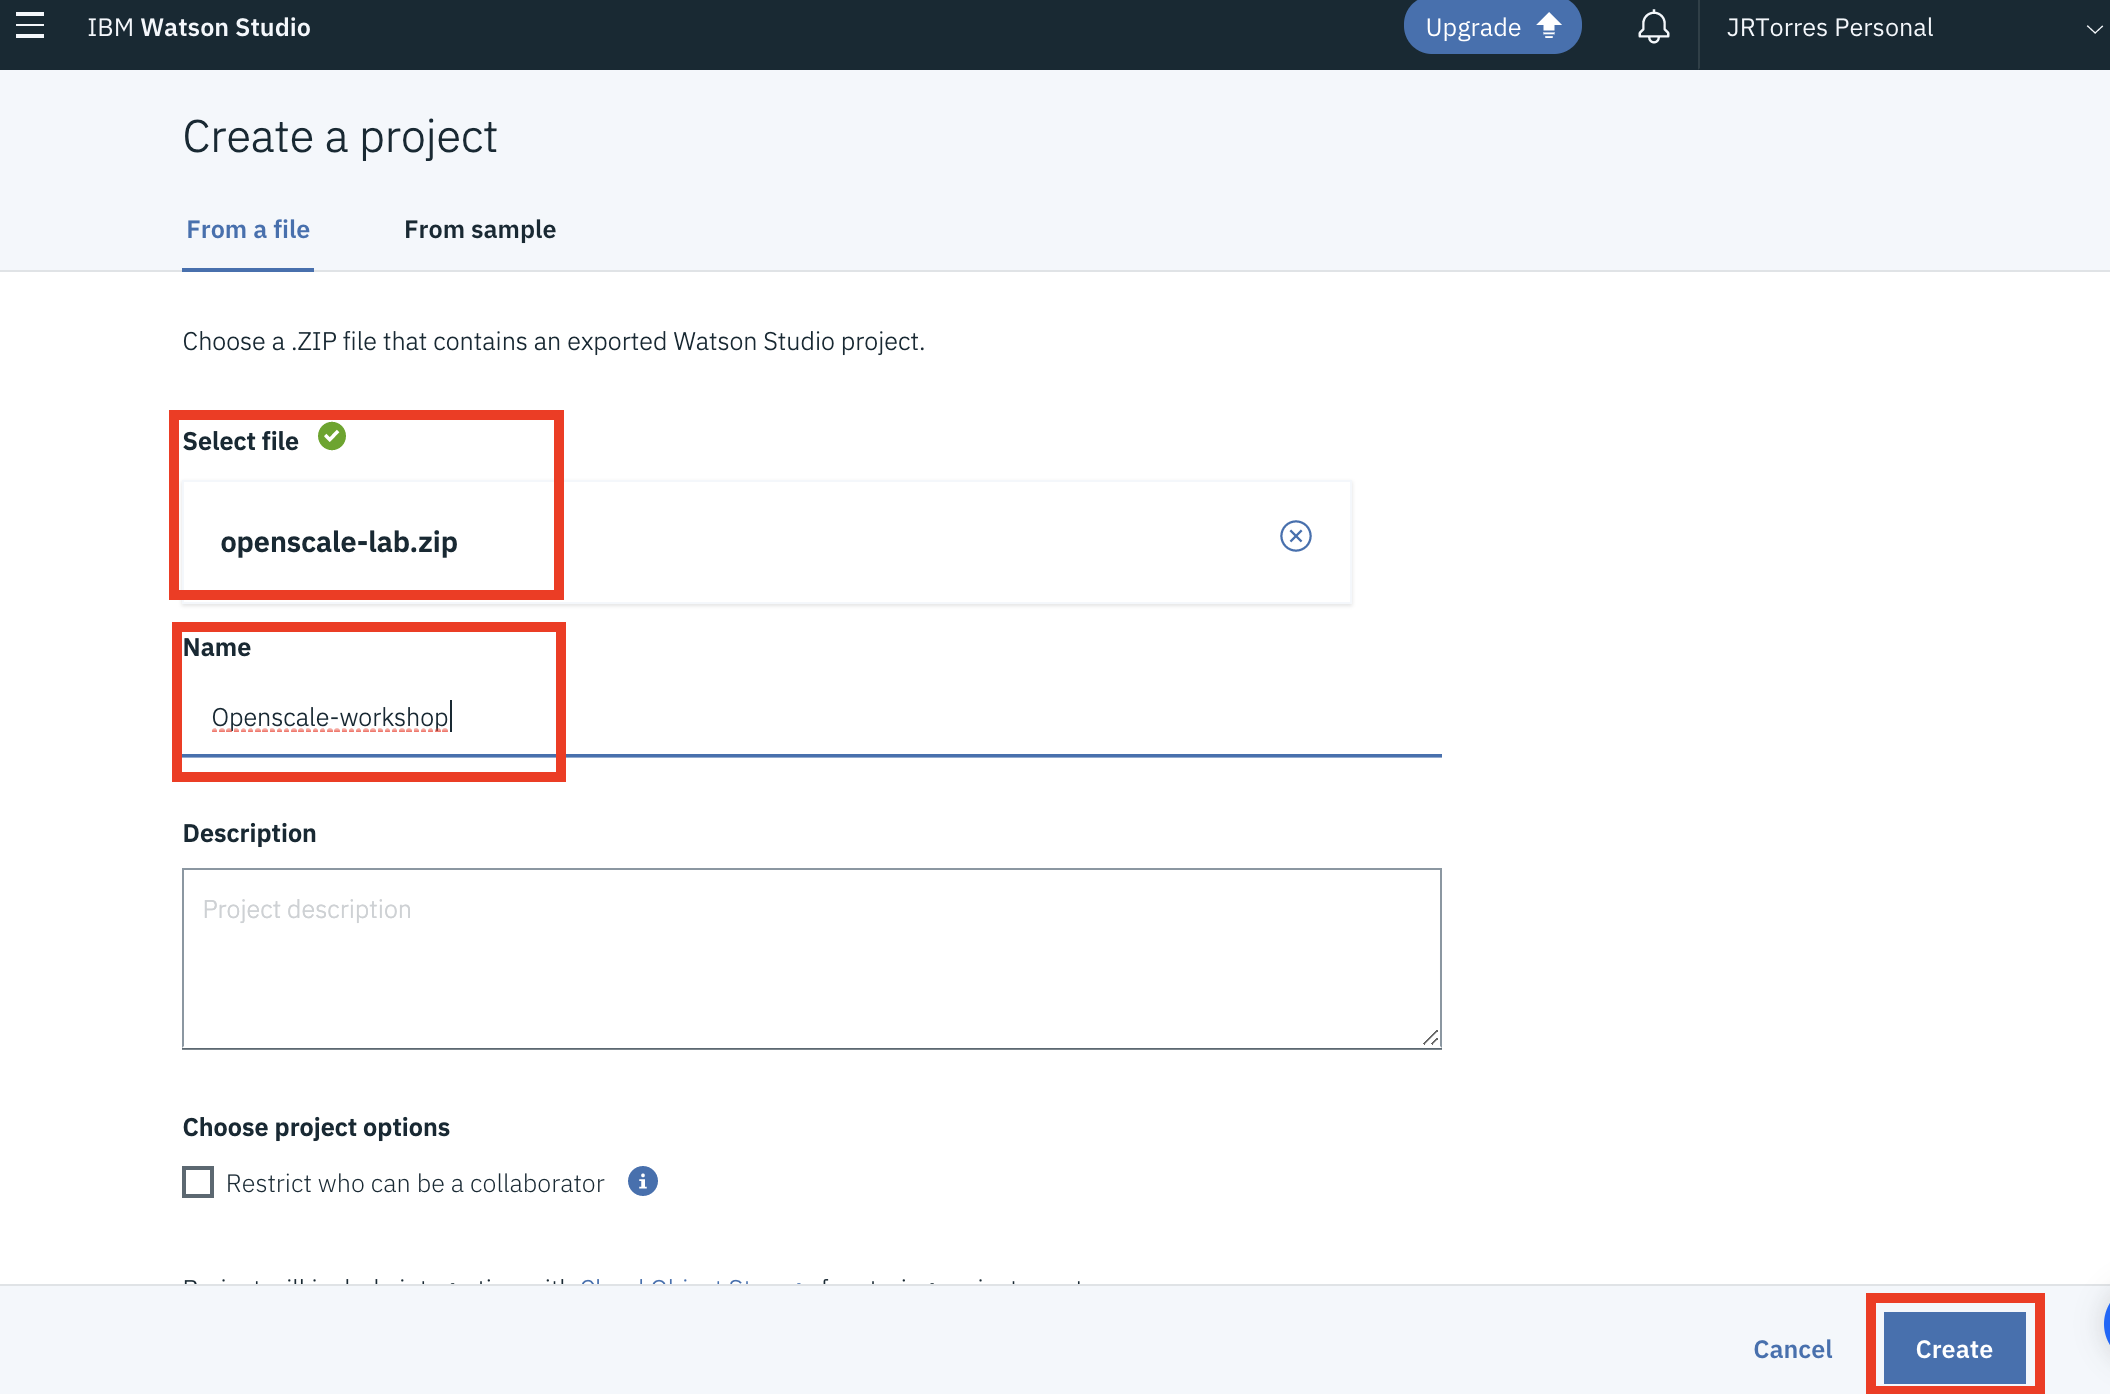 IBM Watson Studio
Upgrade
JRTorres Personal
Create a project
From a file
From sample
Choose a .ZIP file that contains an exported Watson Studio project.
Select file
openscale-lab.zip
Name
Openscale-workshop
Description
Project description
Choose project options
Restrict who can be a collaborator
Cancel
Create